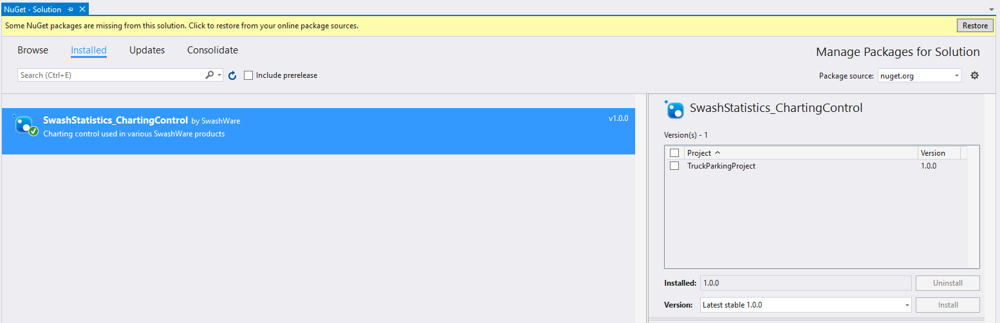 NuGet - Solution
Some NuGet packages are missing from this solution. Click to restore from your online package sources.
Restore
Browse Installed Updates Consolidate
Manage Packages for Solution
Search (Ctrl+E)
Include prerelease
Package source: nuget.org
SwashStatistics_ChartingControl by SwashWare
v1.0.0
Charting control used in various SwashWare products
SwashStatistics_ChartingControl
Version(s) - 1
Project Version
TruckParkingProject 1.0.0
Installed: 1.0.0 Uninstall
Version: Latest stable 1.0.0 Install